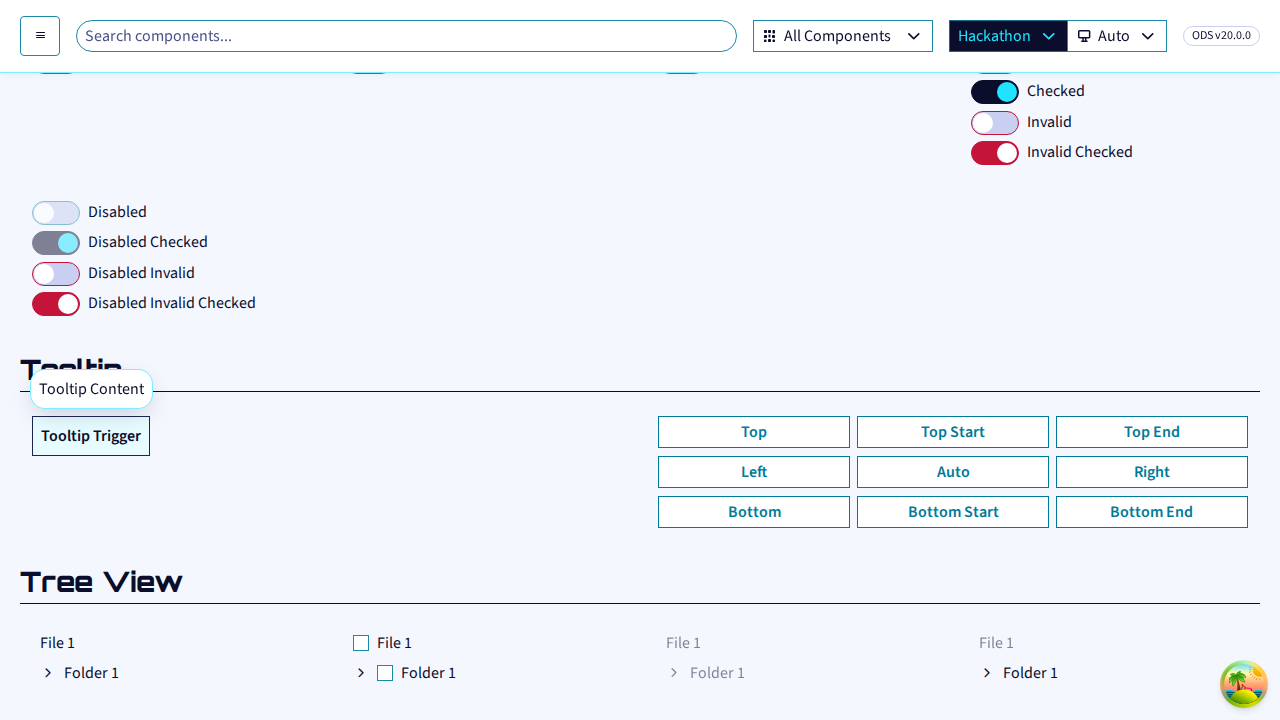 Search components...
All Components
Hackathon
Auto
ODS v20.0.0
Checked
Invalid
Invalid Checked
Disabled
Disabled Checked
Disabled Invalid
Disabled Invalid Checked
Tooltip
Tooltip Content
Tooltip Trigger
Top
Top Start
Top End
Left
Auto
Right
Bottom
Bottom Start
Bottom End
Tree View
File 1
File 1
File 1
File 1
Folder 1
Folder 1
Folder 1
Folder 1